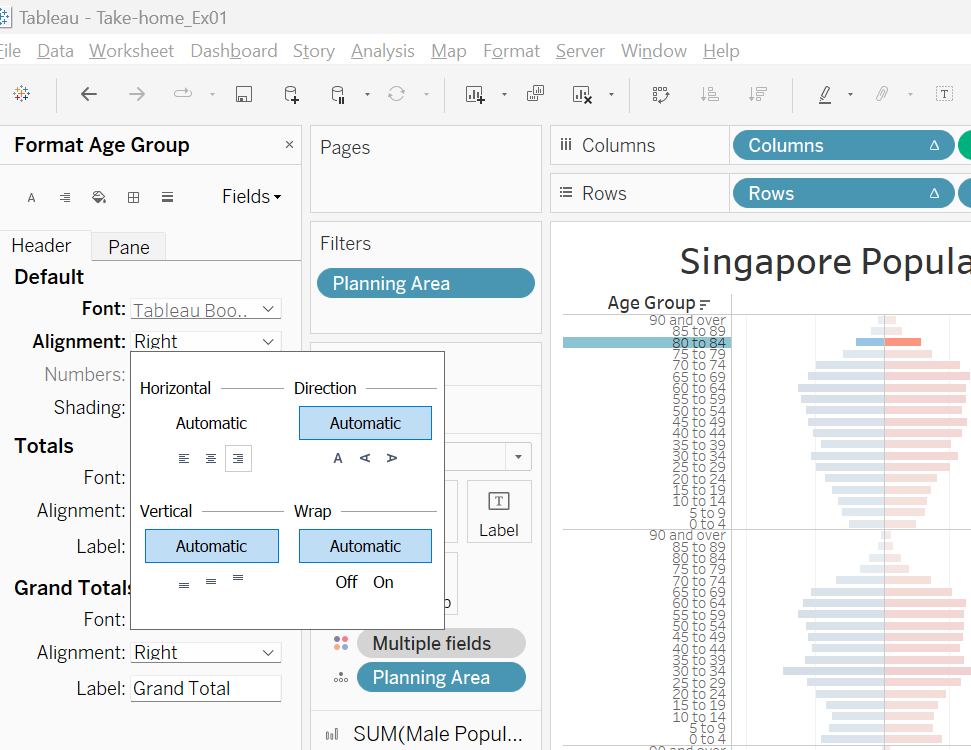 Tableau - Take-home_Ex01
File Data Worksheet Dashboard Story Analysis Map Format Server Window Help
Format Age Group
Fields
Header Pane
Default
Font: Tableau Boo..
Alignment: Right
Numbers:
Shading:
Totals
Font:
Alignment:
Label:
Grand Totals
Font:
Alignment: Right
Label: Grand Total
Horizontal Direction
Automatic Automatic
A A A
Vertical Wrap
Automatic Automatic
Off On
Pages
Filters
Planning Area
T
Label
Multiple fields
Planning Area
SUM(Male Popul...
Columns Columns
Rows Rows
Singapore Popula
Age Group
90 and over
85 to 89
80 to 84
75 to 79
70 to 74
65 to 69
60 to 64
55 to 59
50 to 54
45 to 49
40 to 44
35 to 39
30 to 34
25 to 29
20 to 24
15 to 19
10 to 14
5 to 9
0 to 4
90 and over
85 to 89
80 to 84
75 to 79
70 to 74
65 to 69
60 to 64
55 to 59
50 to 54
45 to 49
40 to 44
35 to 39
30 to 34
25 to 29
20 to 24
15 to 19
10 to 14
5 to 9
0 to 4
90 and over